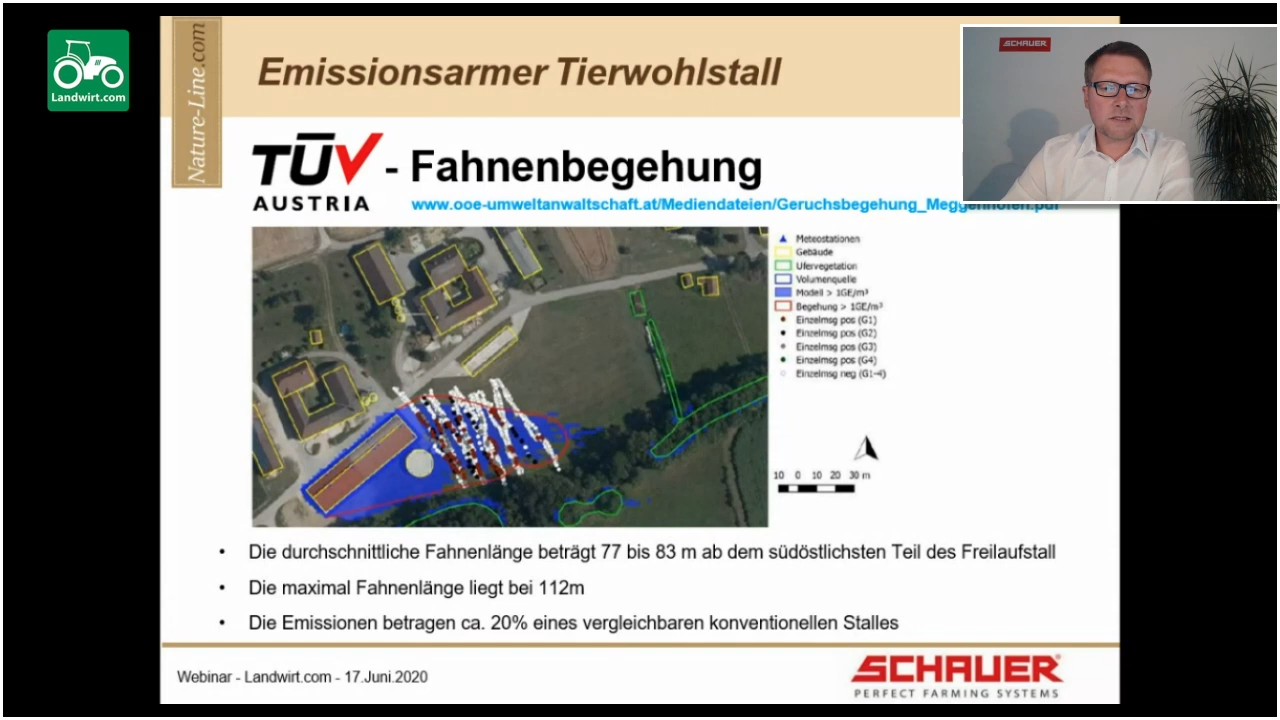 Landwirt.com
Nature-Line.com
Emissionsarmer Tierwohlstall
SCHAUER
TÜV
AUSTRIA
- Fahnenbegehung
www.ooe-umweltanwaltschaft.at/Mediendateien/Geruchsbegehung_Meggenhofen.pdf
Meteostationen
Gebäude
Ufervegetation
Volumenquelle
Modell > 1GE/m³
Begehung > 1GE/m³
Einzelmsg pos (G1)
Einzelmsg pos (G2)
Einzelmsg pos (G3)
Einzelmsg pos (G4)
Einzelmsg neg (G1-4)
10 0 10 20 30 m
• Die durchschnittliche Fahnenlänge beträgt 77 bis 83 m ab dem südöstlichsten Teil des Freilaufstall
• Die maximal Fahnenlänge liegt bei 112m
• Die Emissionen betragen ca. 20% eines vergleichbaren konventionellen Stalles
Webinar - Landwirt.com - 17.Juni.2020
SCHAUER®
PERFECT FARMING SYSTEMS